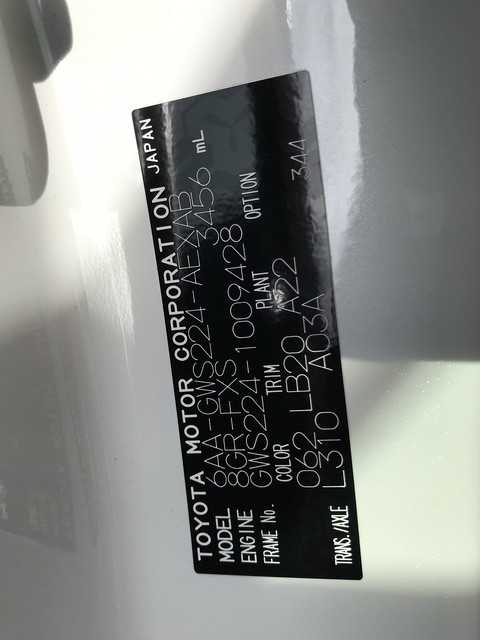 TOYOTA MOTOR CORPORATION JAPAN
MODEL 6AA-GWS224-AEXAB
ENGINE 8GR-FXS 3456 mL
FRAME No. GWS224-1009428
COLOR TRIM PLANT OPTION
062 LB20 A22 344
TRANS./AXLE L310 A03A